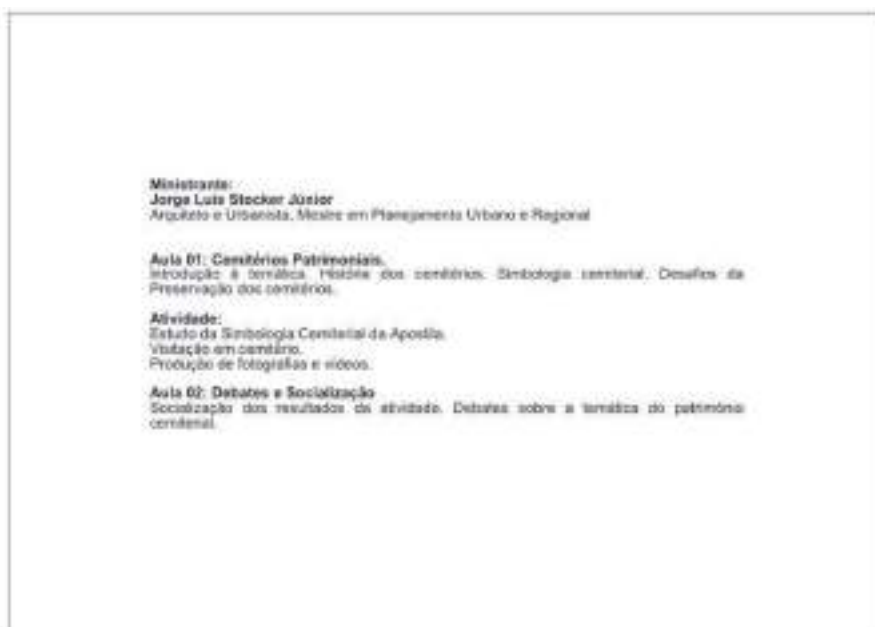 Ministrante:
Jorge Luis Stocker Júnior
Arquiteto e Urbanista, Mestre em Planejamento Urbano e Regional
Aula 01: Cemitérios Patrimoniais.
Introdução à temática. História dos cemitérios. Simbologia cemiterial. Desafios da
Preservação dos cemitérios.
Atividade:
Estudo da Simbologia Cemiterial da Apostila.
Visitação em cemitério.
Produção de fotografias e vídeos.
Aula 02: Debates e Socialização
Socialização dos resultados da atividade. Debates sobre a temática do patrimônio
cemiterial.